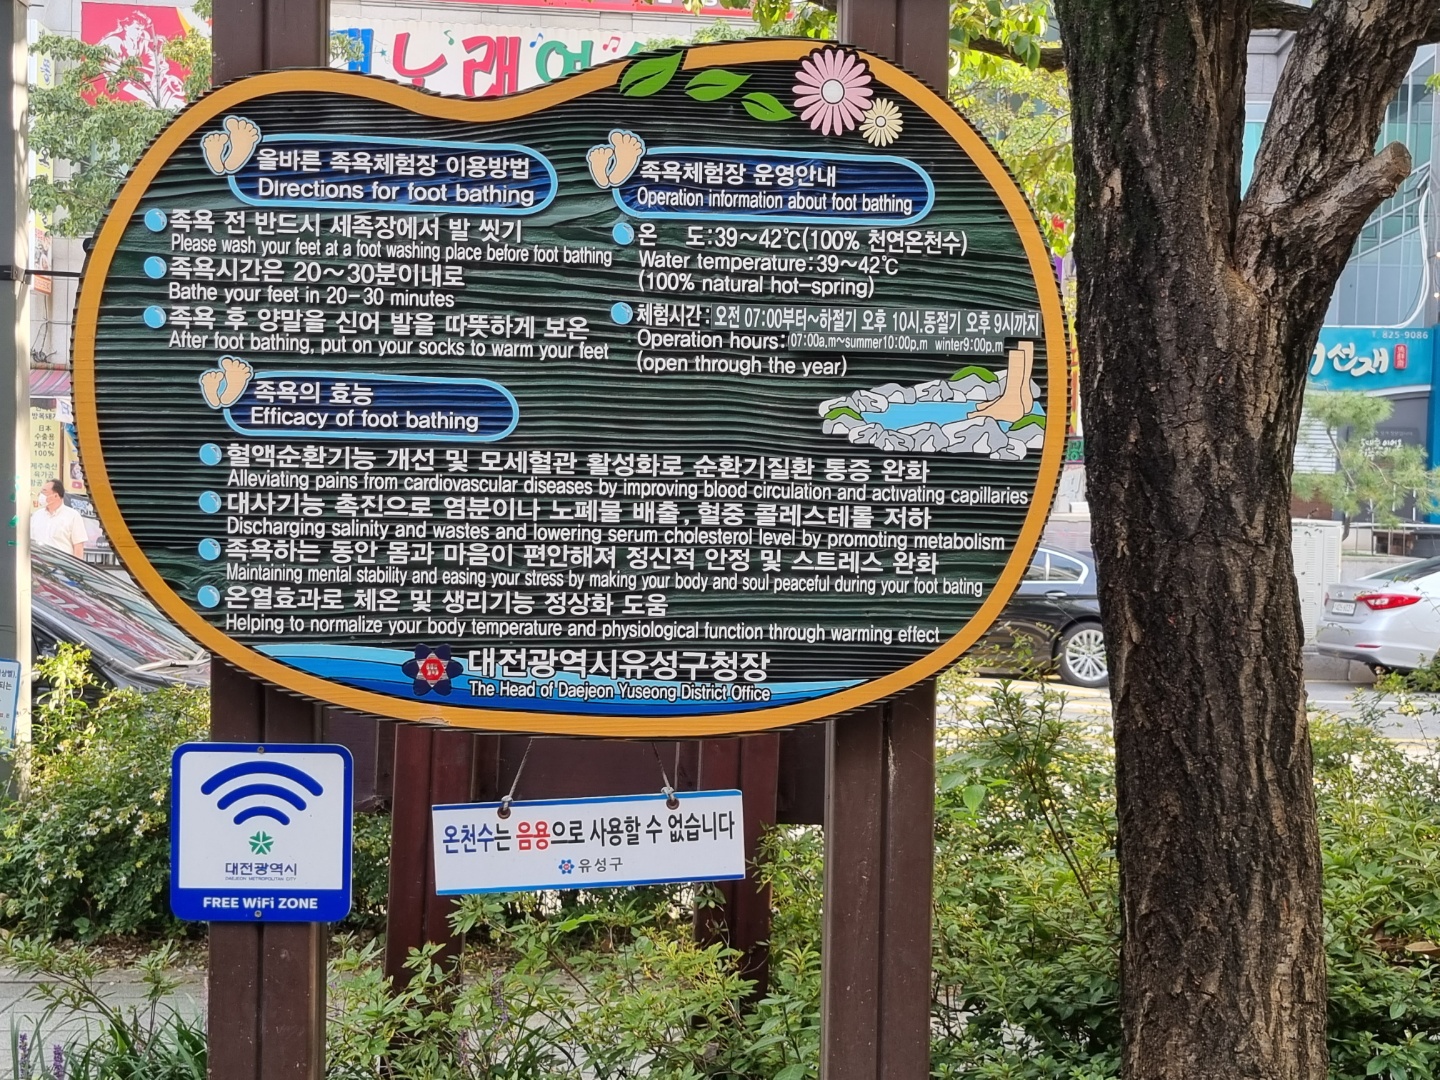 노래연
올바른 족욕체험장 이용방법
Directions for foot bathing
족욕 전 반드시 세족장에서 발 씻기
Please wash your feet at a foot washing place before foot bathing
족욕시간은 20~30분이내로
Bathe your feet in 20-30 minutes
족욕 후 양말을 신어 발을 따뜻하게 보온
After foot bathing, put on your socks to warm your feet
족욕체험장 운영안내
Operation information about foot bathing
온 도:39~42℃(100% 천연온천수)
Water temperature:39~42℃
(100% natural hot-spring)
체험시간: 오전 07:00부터~하절기 오후 10시.동절기 오후 9시까지
Operation hours: 07:00a,m~summer10:00p,m winter9:00p.m
(open through the year)
족욕의 효능
Efficacy of foot bathing
혈액순환기능 개선 및 모세혈관 활성화로 순환기질환 통증 완화
Alleviating pains from cardiovascular diseases by improving blood circulation and activating capillaries
대사기능 촉진으로 염분이나 노폐물 배출, 혈중 콜레스테롤 저하
Discharging salinity and wastes and lowering serum cholesterol level by promoting metabolism
족욕하는 동안 몸과 마음이 편안해져 정신적 안정 및 스트레스 완화
Maintaining mental stability and easing your stress by making your body and soul peaceful during your foot bating
온열효과로 체온 및 생리기능 정상화 도움
Helping to normalize your body temperature and physiological function through warming effect
대전광역시유성구청장
The Head of Daejeon Yuseong District Office
온천수는 음용으로 사용할 수 없습니다
유성구
대전광역시
DAEJEON METROPOLITAN CITY
FREE WiFi ZONE
T. 825-9086
선재
日本
수출용
제주산
100%